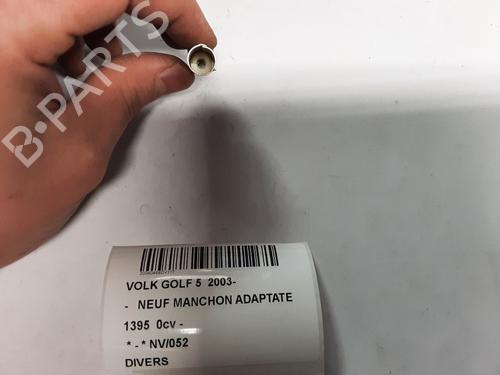 B-PARTS
VOLK GOLF 5 2003-
- NEUF MANCHON ADAPTATE
1395 0cv -
* - * NV/052
DIVERS